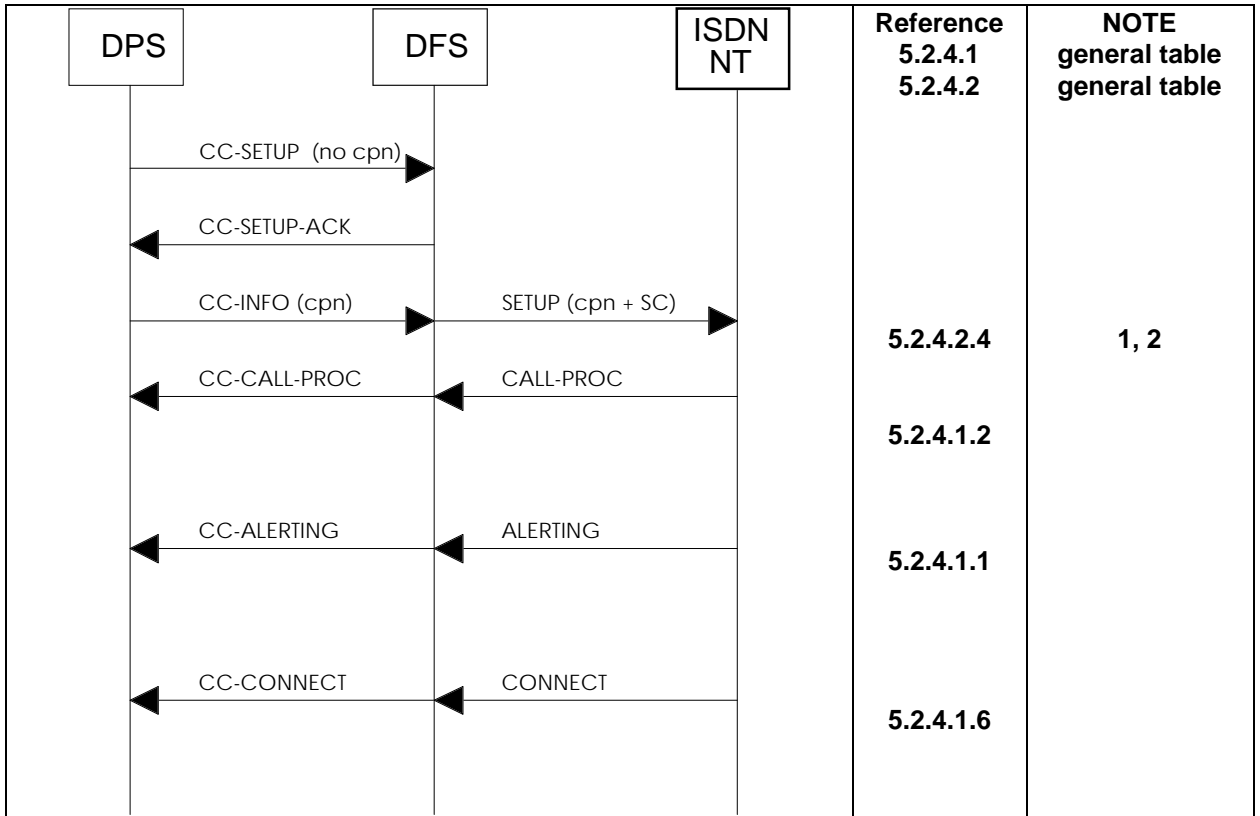 DPS
DFS
ISDN
NT
Reference
5.2.4.1
5.2.4.2
NOTE
general table
general table
CC-SETUP (no cpn)
CC-SETUP-ACK
CC-INFO (cpn)
SETUP (cpn + SC)
5.2.4.2.4
1, 2
CC-CALL-PROC
CALL-PROC
5.2.4.1.2
CC-ALERTING
ALERTING
5.2.4.1.1
CC-CONNECT
CONNECT
5.2.4.1.6